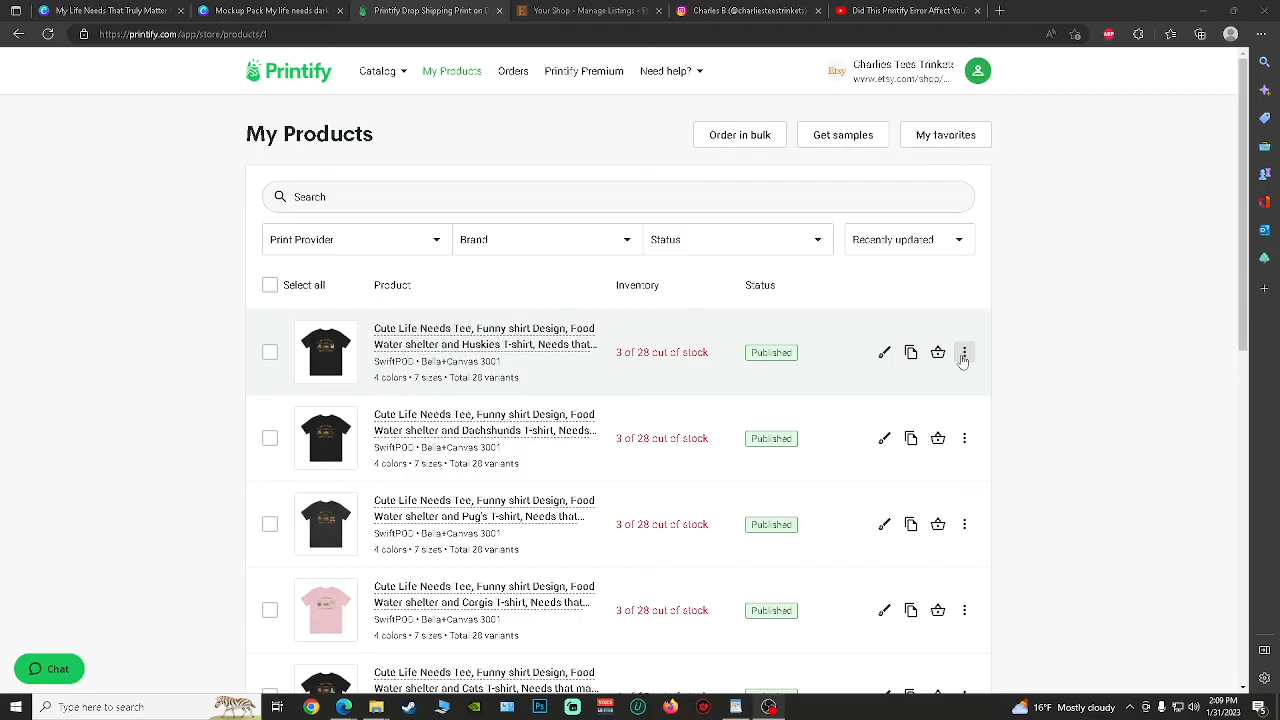 My Needs That Truly Matter
Mockup Pack My life needs dark
Printify Drop Shipping Print on D
Your Shop - Manage Listings - Et
Charles B (@charliesteestrinkets)
Did This Printify Error Affect You
https://printify.com/app/store/products/1
ABP
Printify
Catalog
My Products
Orders
Printify Premium
Need help?
Etsy
Charlies Tees Trinkets
www.etsy.com/shop/...
My Products
Order in bulk
Get samples
My favorites
Search
Print Provider
Brand
Status
Recently updated
Select all
Product
Inventory
Status
Cute Life Needs Tee, Funny shirt Design, Food
Water shelter and Huskies T-shirt, Needs that...
SwiftPOD • Bella+Canvas 3001
4 colors • 7 sizes • Total 28 variants
3 of 28 out of stock
Published
Cute Life Needs Tee, Funny shirt Design, Food
Water shelter and Dachshunds T-shirt, Needs...
SwiftPOD • Bella+Canvas 3001
4 colors • 7 sizes • Total 28 variants
3 of 28 out of stock
Published
Cute Life Needs Tee, Funny shirt Design, Food
Water shelter and Pug's T-shirt, Needs that...
SwiftPOD • Bella+Canvas 3001
4 colors • 7 sizes • Total 28 variants
3 of 28 out of stock
Published
Cute Life Needs Tee, Funny shirt Design, Food
Water shelter and Corgis T-shirt, Needs that...
SwiftPOD • Bella+Canvas 3001
4 colors • 7 sizes • Total 28 variants
3 of 28 out of stock
Published
Cute Life Needs Tee, Funny shirt Design, Food
Water shelter and Cats T-shirt, Needs that ma...
Chat
Type here to search
16°F Mostly cloudy
2:09 PM
1/31/2023